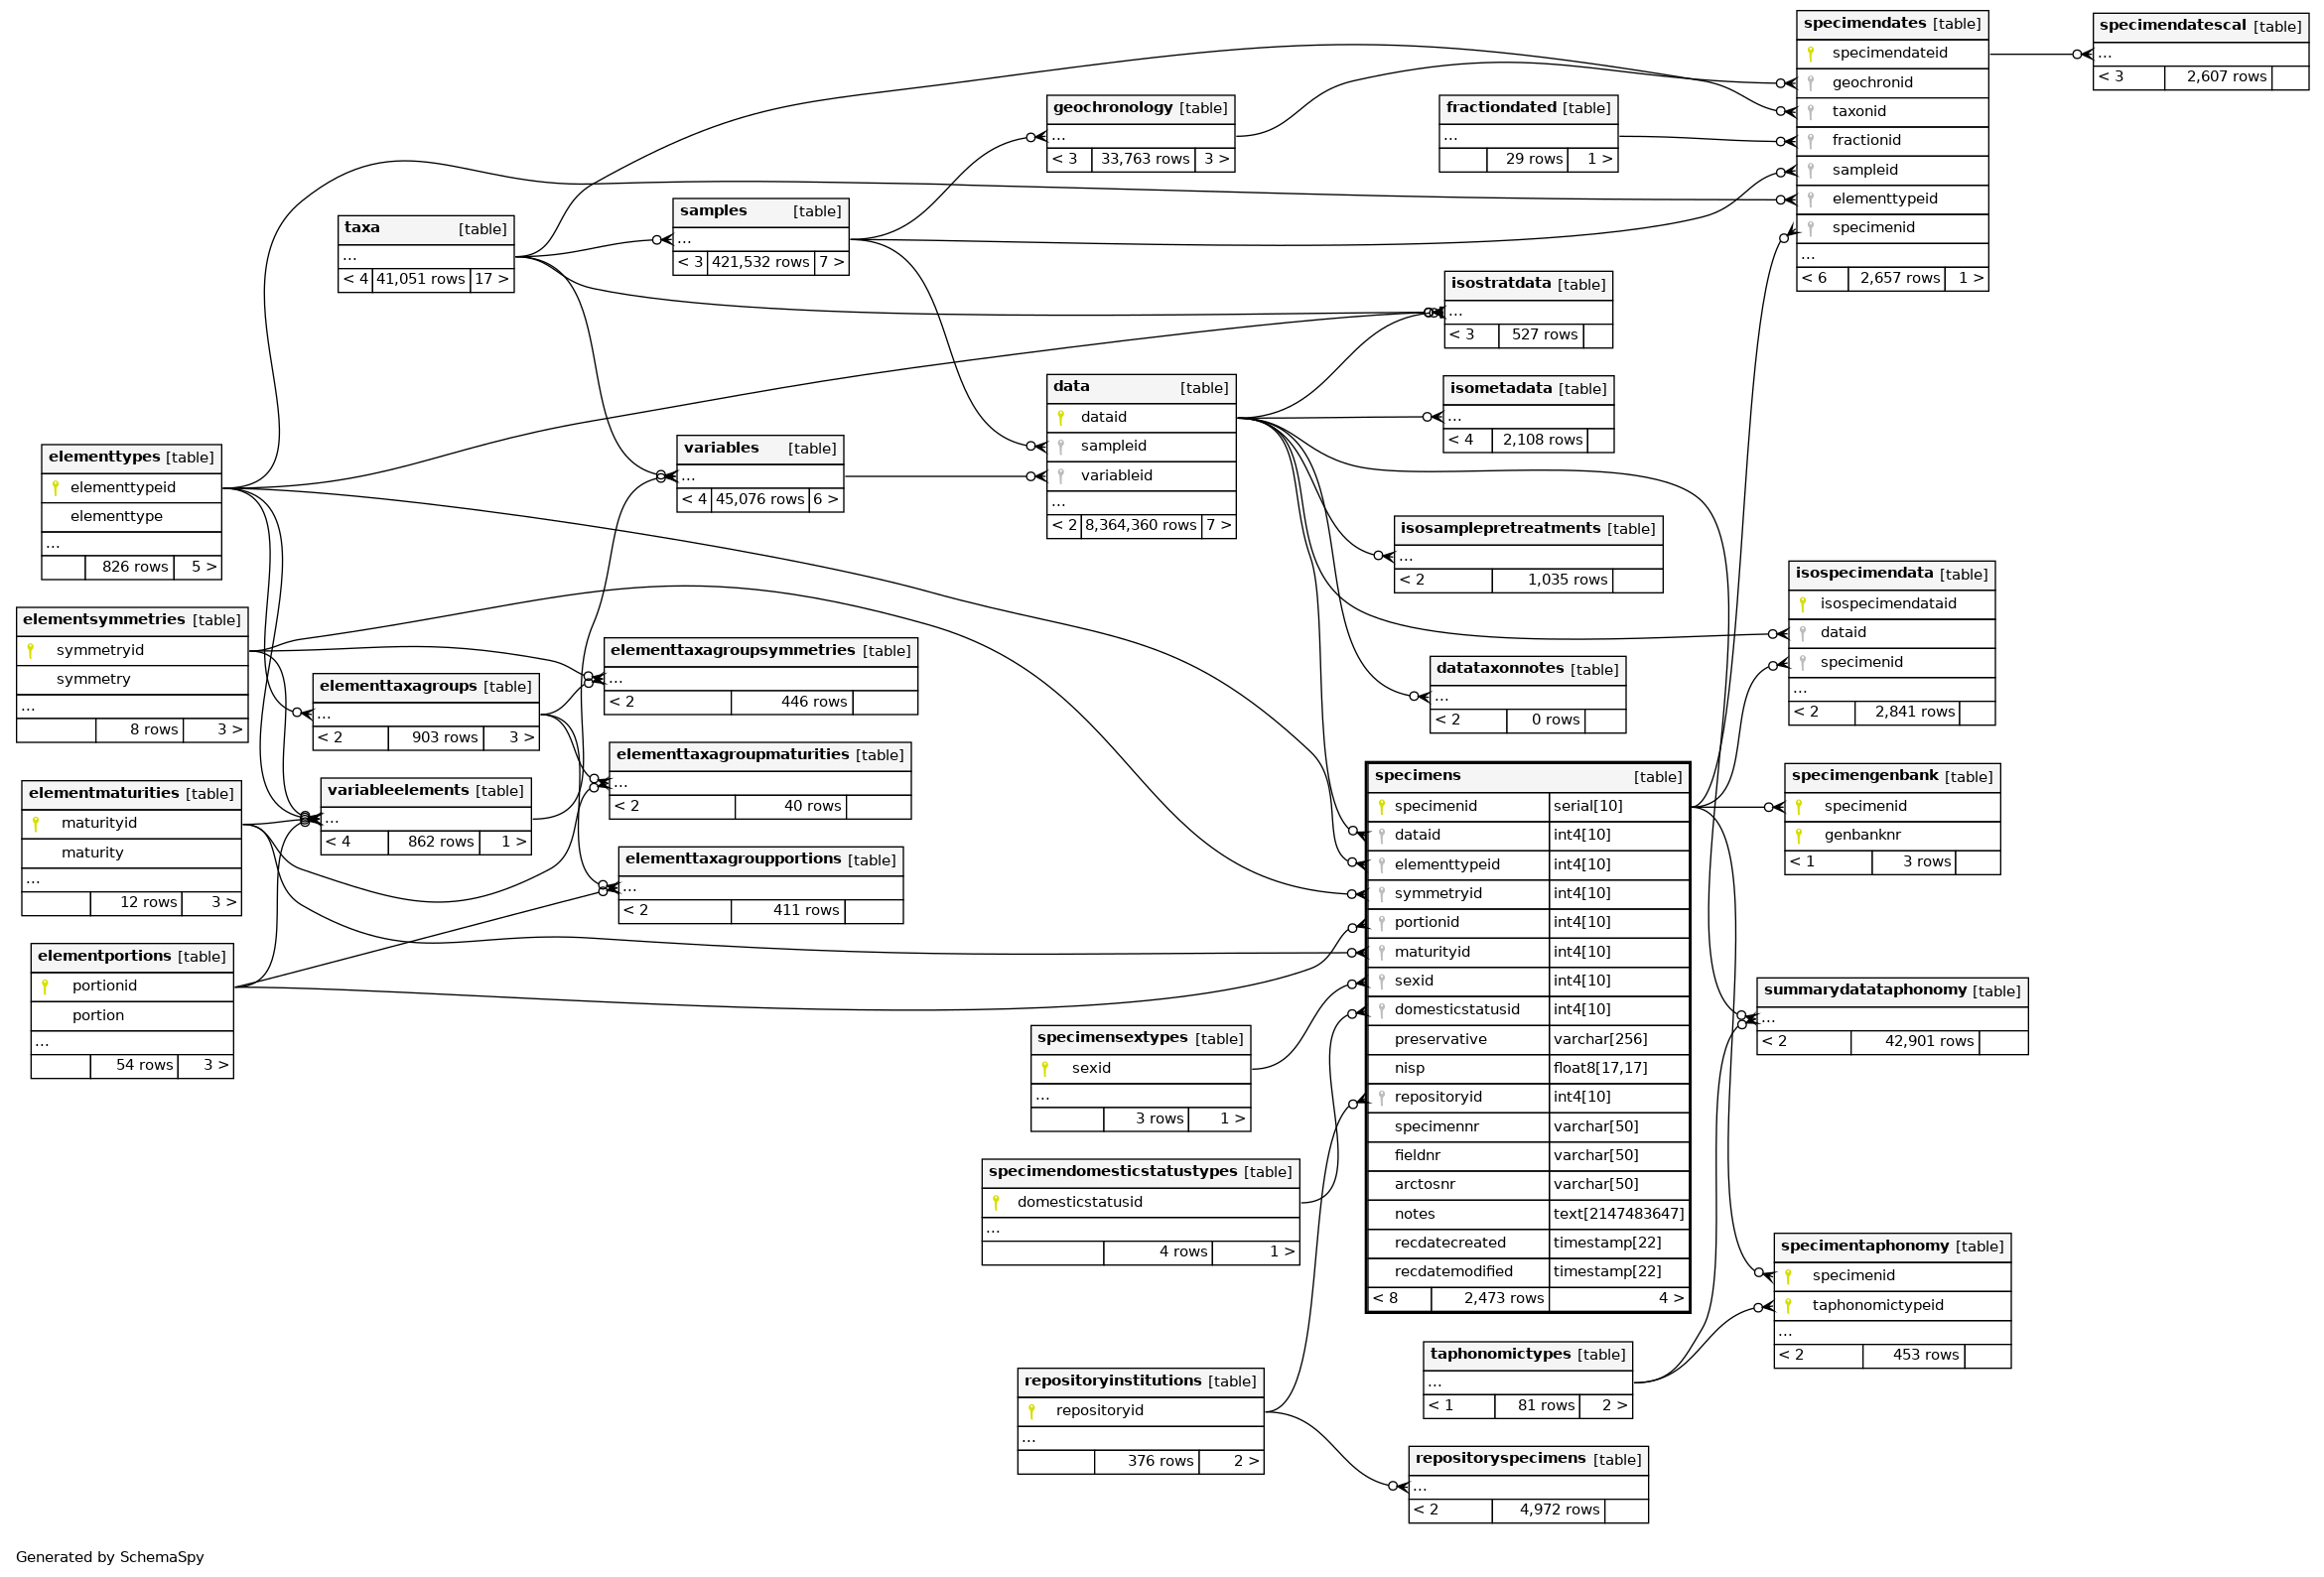 specimendates [table]
specimendateid
geochronid
taxonid
fractionid
sampleid
elementtypeid
specimenid
...
< 6 2,657 rows 1 >
specimendatescal [table]
...
< 3 2,607 rows
geochronology [table]
...
< 3 33,763 rows 3 >
fractiondated [table]
...
29 rows 1 >
taxa [table]
...
< 4 41,051 rows 17 >
samples [table]
...
< 3 421,532 rows 7 >
isostratdata [table]
...
< 3 527 rows
data [table]
dataid
sampleid
variableid
...
< 2 8,364,360 rows 7 >
isometadata [table]
...
< 4 2,108 rows
elementtypes [table]
elementtypeid
elementtype
...
826 rows 5 >
variables [table]
...
< 4 45,076 rows 6 >
isosamplepretreatments [table]
...
< 2 1,035 rows
isospecimendata [table]
isospecimendataid
dataid
specimenid
...
< 2 2,841 rows
elementsymmetries [table]
symmetryid
symmetry
...
8 rows 3 >
elementtaxagroupsymmetries [table]
...
< 2 446 rows
elementtaxagroups [table]
...
< 2 903 rows 3 >
datataxonnotes [table]
...
< 2 0 rows
elementtaxagroupmaturities [table]
...
< 2 40 rows
elementmaturities [table]
maturityid
maturity
...
12 rows 3 >
variableelements [table]
...
< 4 862 rows 1 >
elementtaxagroupportions [table]
...
< 2 411 rows
specimens [table]
specimenid serial[10]
dataid int4[10]
elementtypeid int4[10]
symmetryid int4[10]
portionid int4[10]
maturityid int4[10]
sexid int4[10]
domesticstatusid int4[10]
preservative varchar[256]
nisp float8[17,17]
repositoryid int4[10]
specimennr varchar[50]
fieldnr varchar[50]
arctosnr varchar[50]
notes text[2147483647]
recdatecreated timestamp[22]
recdatemodified timestamp[22]
< 8 2,473 rows 4 >
specimengenbank [table]
specimenid
genbanknr
< 1 3 rows
elementportions [table]
portionid
portion
...
54 rows 3 >
summarydatataphonomy [table]
...
< 2 42,901 rows
specimensextypes [table]
sexid
...
3 rows 1 >
specimendomesticstatustypes [table]
domesticstatusid
...
4 rows 1 >
specimentaphonomy [table]
specimenid
taphonomictypeid
...
< 2 453 rows
taphonomictypes [table]
...
< 1 81 rows 2 >
repositoryinstitutions [table]
repositoryid
...
376 rows 2 >
repositoryspecimens [table]
...
< 2 4,972 rows
Generated by SchemaSpy